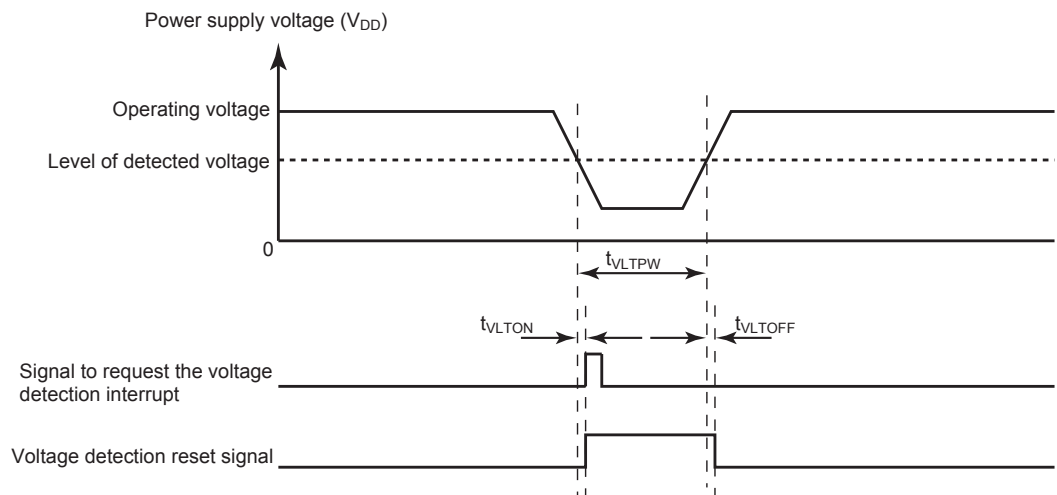 Power supply voltage (VDD)
Operating voltage
Level of detected voltage
0
tVLTPW
tVLTON
tVLTOFF
Signal to request the voltage
detection interrupt
Voltage detection reset signal